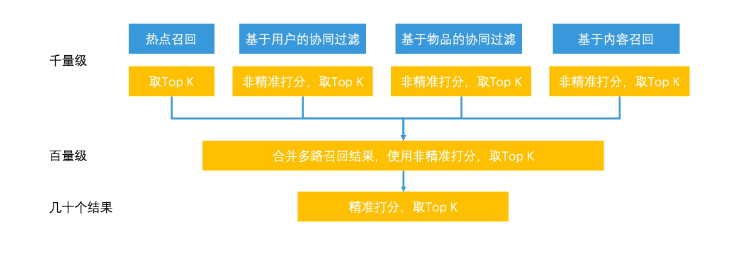 热点召回
基于用户的协同过滤
基于物品的协同过滤
基于内容召回
千量级
取Top K
非精准打分，取Top K
非精准打分，取Top K
非精准打分，取Top K
百量级
合并多路召回结果，使用非精准打分，取Top K
几十个结果
精准打分，取Top K